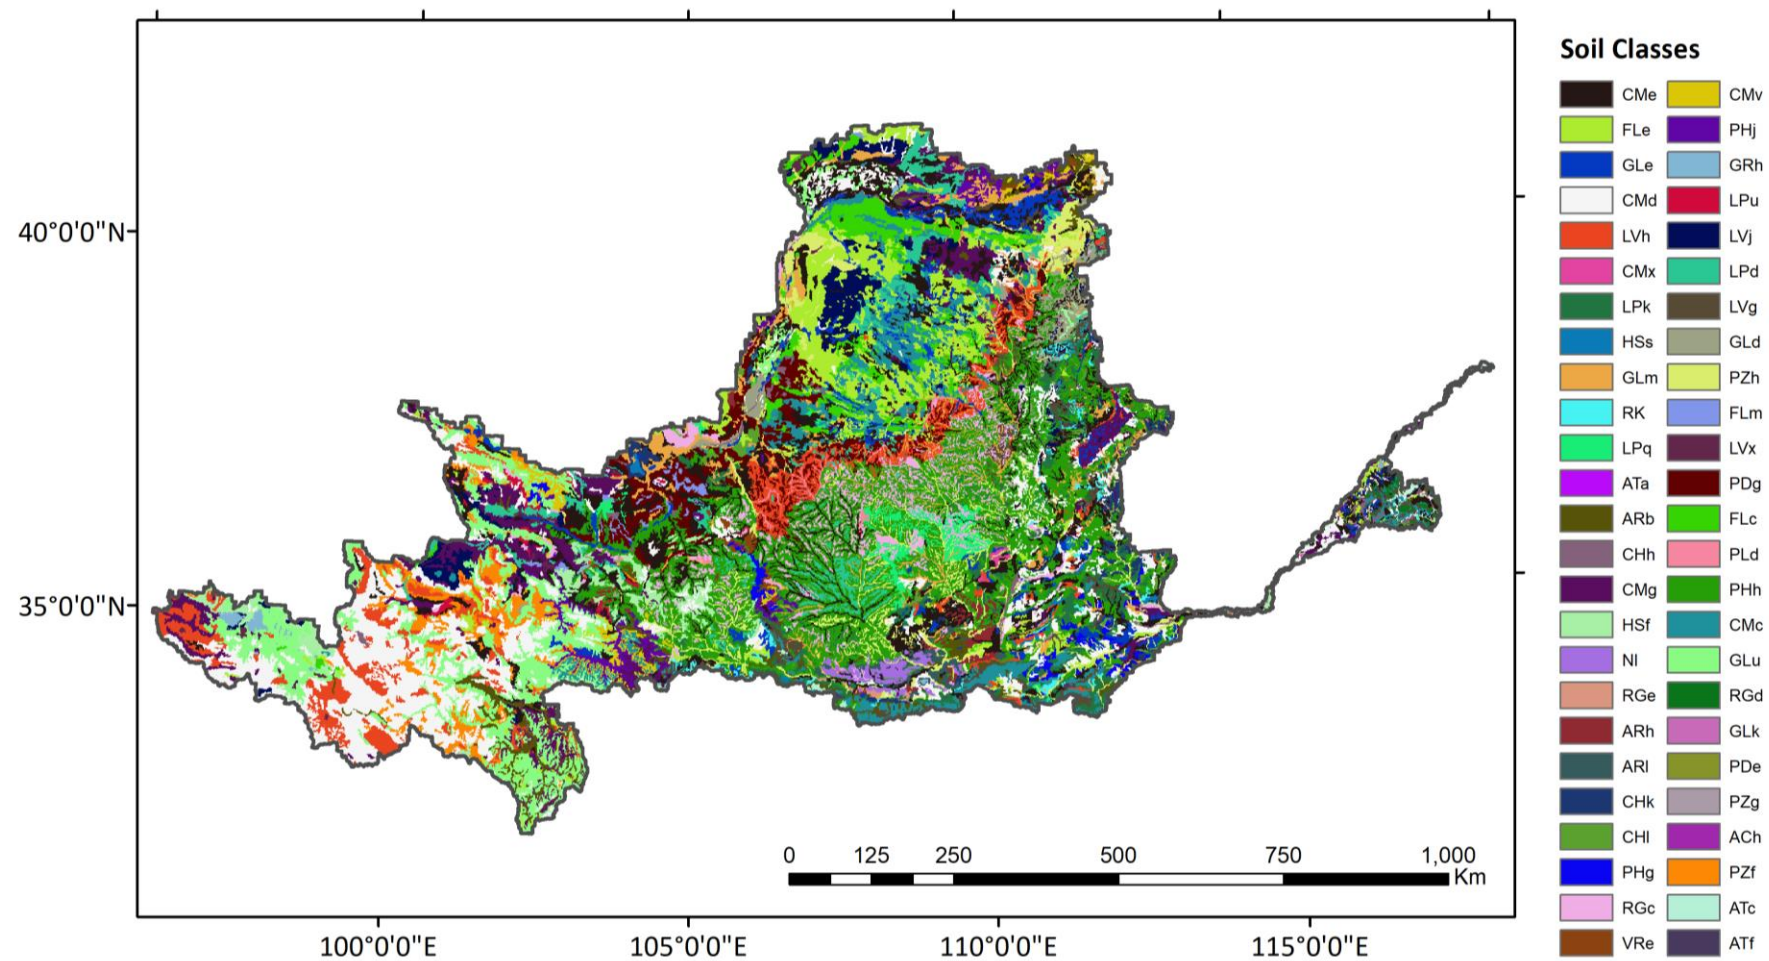 Soil Classes
CMe CMv
FLe PHj
GLe GRh
CMd LPu
LVh LVj
CMx LPd
LPk LVg
HSs GLd
GLm PZh
RK FLm
LPq LVx
ATa PDg
ARb FLc
CHh PLd
CMg PHh
HSf CMc
NI GLu
RGe RGd
ARh GLk
ARl PDe
CHk PZg
CHl ACh
PHg PZf
RGc ATc
VRe ATf
40°0'0"N
35°0'0"N
0 125 250 500 750 1,000
Km
100°0'0"E 105°0'0"E 110°0'0"E 115°0'0"E